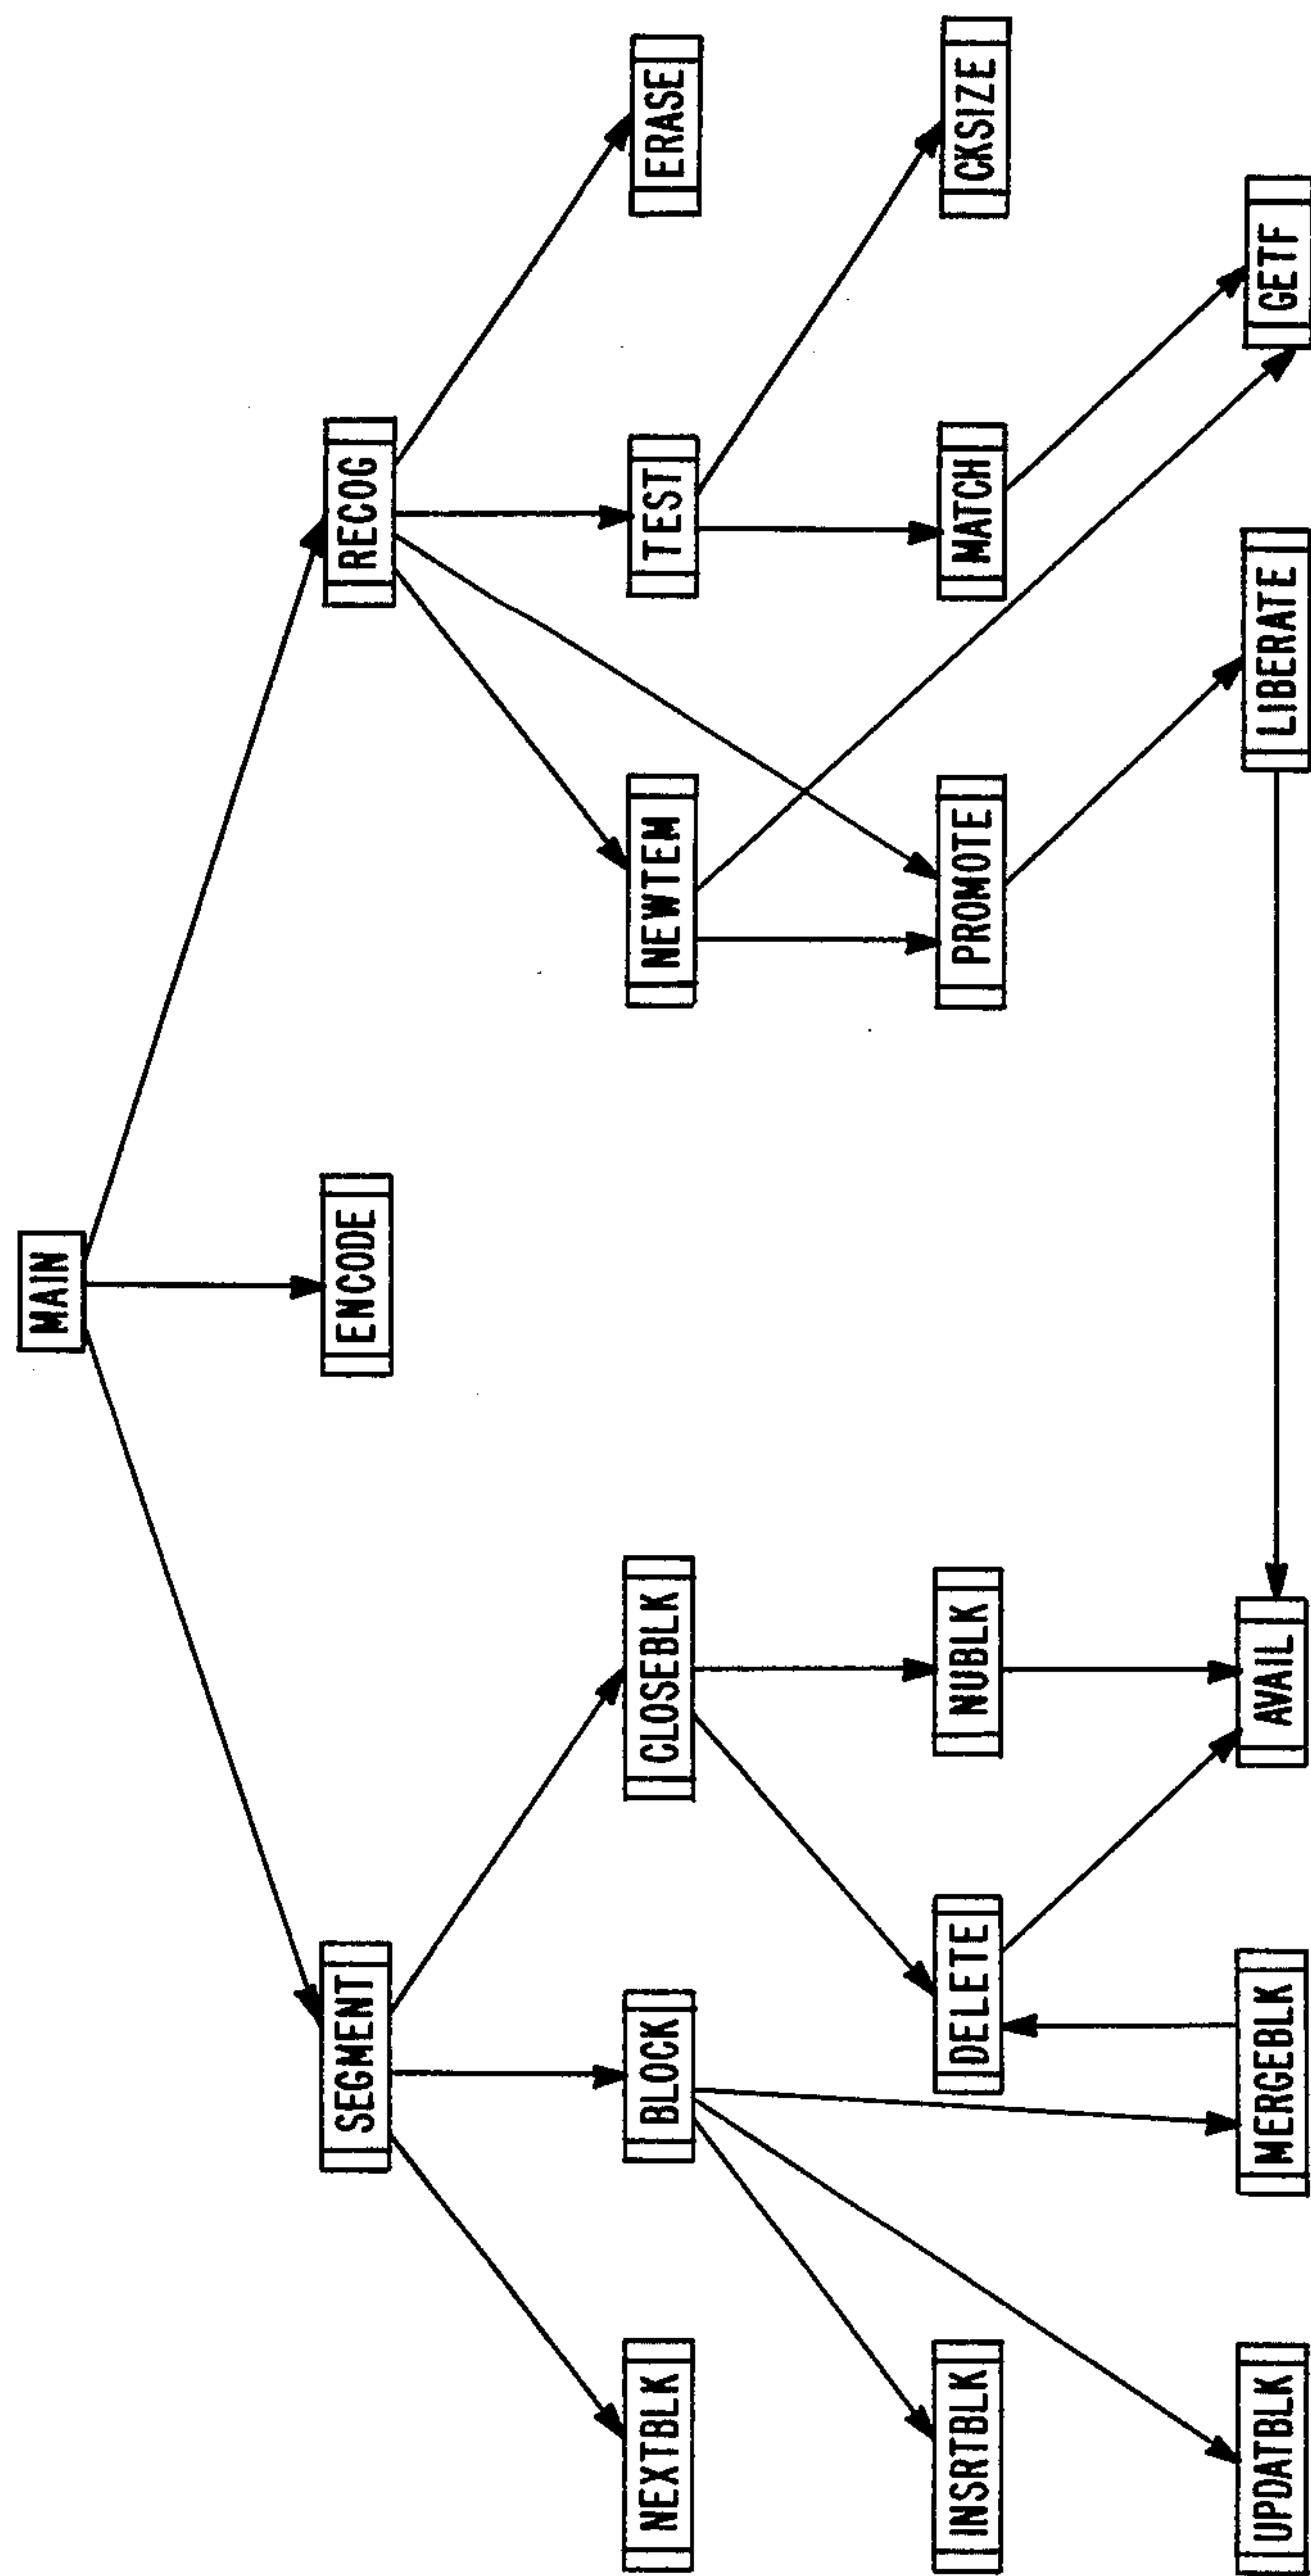 MAIN
SEGMENT
ENCODE
RECOG
NEXTBLK
BLOCK
CLOSEBLK
NEWTEM
TEST
ERASE
INSRTBLK
DELETE
NUBLK
PROMOTE
MATCH
CKSIZE
UPDATBLK
MERGEBLK
AVAIL
LIBERATE
GETF